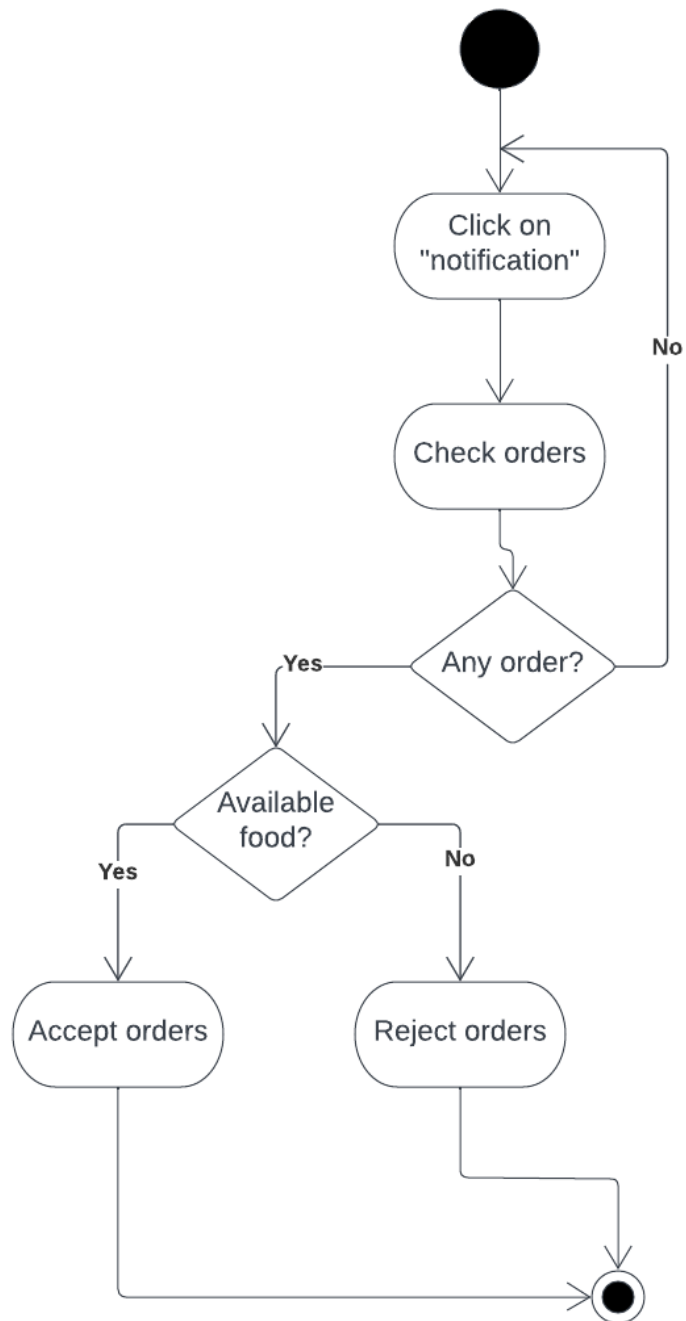 Click on
"notification"
No
Check orders
Any order?
Yes
Available
food?
Yes
No
Accept orders
Reject orders